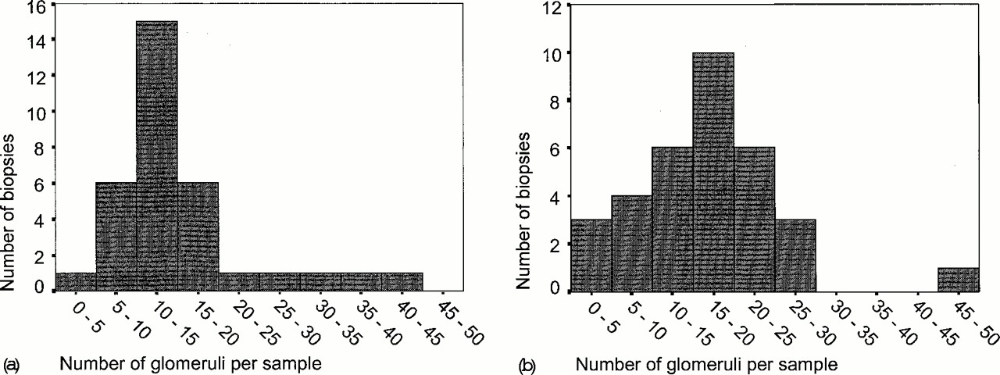 16
14
12
10
8
6
4
2
0
Number of biopsies
0 - 5
5 - 10
10 - 15
15 - 20
20 - 25
25 - 30
30 - 35
35 - 40
40 - 45
45 - 50
(a)
Number of glomeruli per sample
12
10
8
6
4
2
0
Number of biopsies
0 - 5
5 - 10
10 - 15
15 - 20
20 - 25
25 - 30
30 - 35
35 - 40
40 - 45
45 - 50
(b)
Number of glomeruli per sample